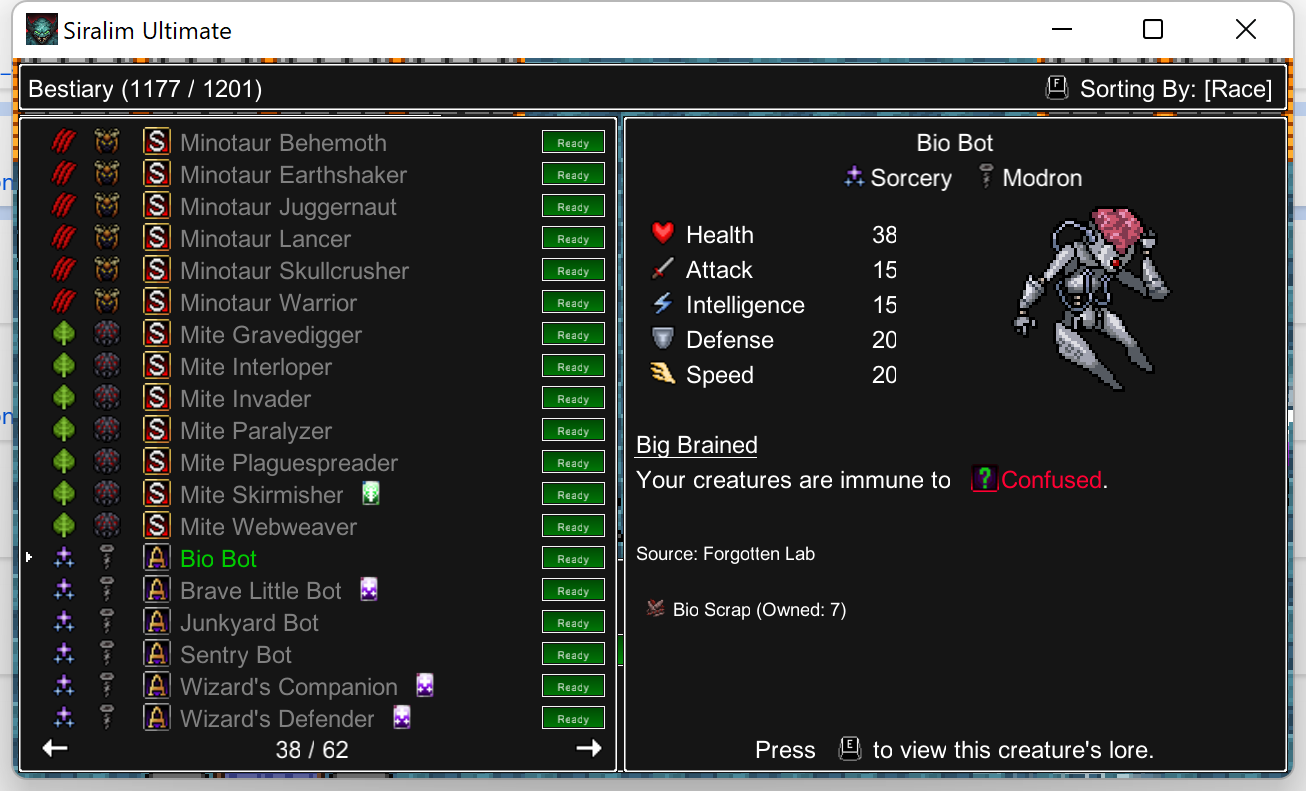 Siralim Ultimate
Bestiary (1177 / 1201)
F Sorting By: [Race]
S Minotaur Behemoth Ready
S Minotaur Earthshaker Ready
S Minotaur Juggernaut Ready
S Minotaur Lancer Ready
S Minotaur Skullcrusher Ready
S Minotaur Warrior Ready
S Mite Gravedigger Ready
S Mite Interloper Ready
S Mite Invader Ready
S Mite Paralyzer Ready
S Mite Plaguespreader Ready
S Mite Skirmisher Ready
S Mite Webweaver Ready
A Bio Bot Ready
A Brave Little Bot Ready
A Junkyard Bot Ready
A Sentry Bot Ready
A Wizard's Companion Ready
A Wizard's Defender Ready
38 / 62
Bio Bot
Sorcery Modron
Health 38
Attack 15
Intelligence 15
Defense 20
Speed 20
Big Brained
Your creatures are immune to ? Confused.
Source: Forgotten Lab
Bio Scrap (Owned: 7)
Press E to view this creature's lore.